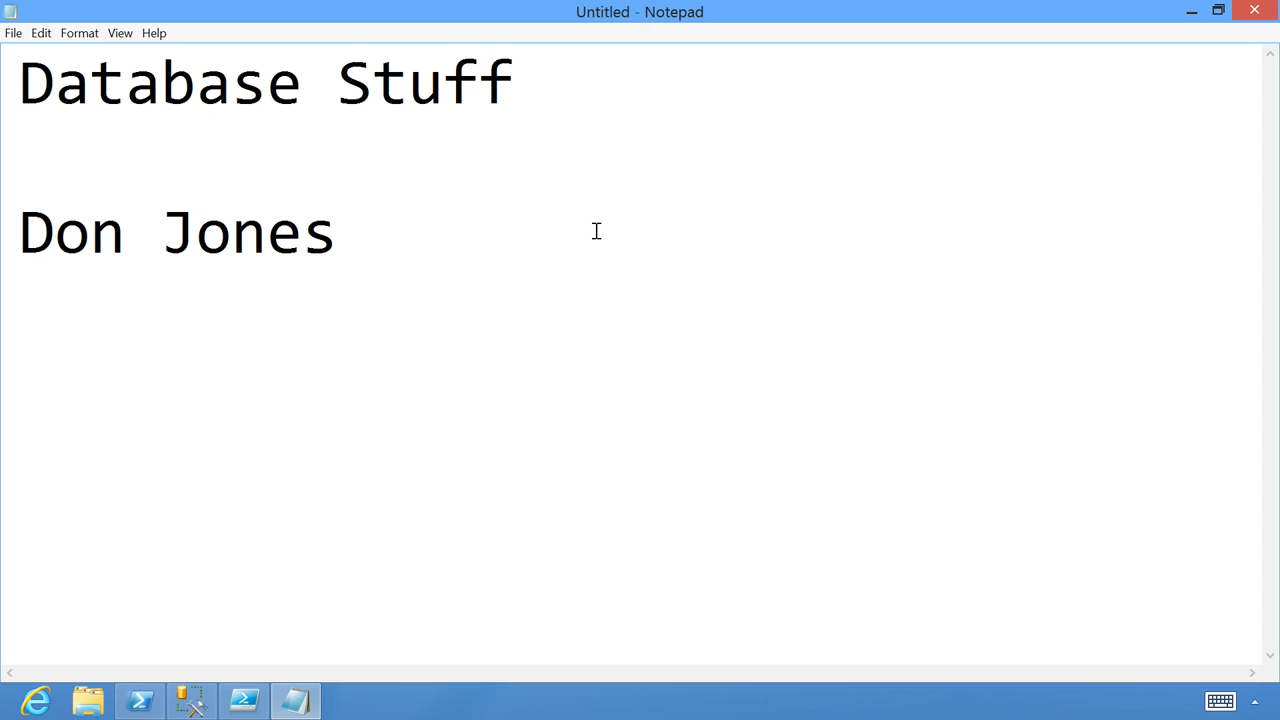 Untitled - Notepad
File Edit Format View Help
Database Stuff
Don Jones